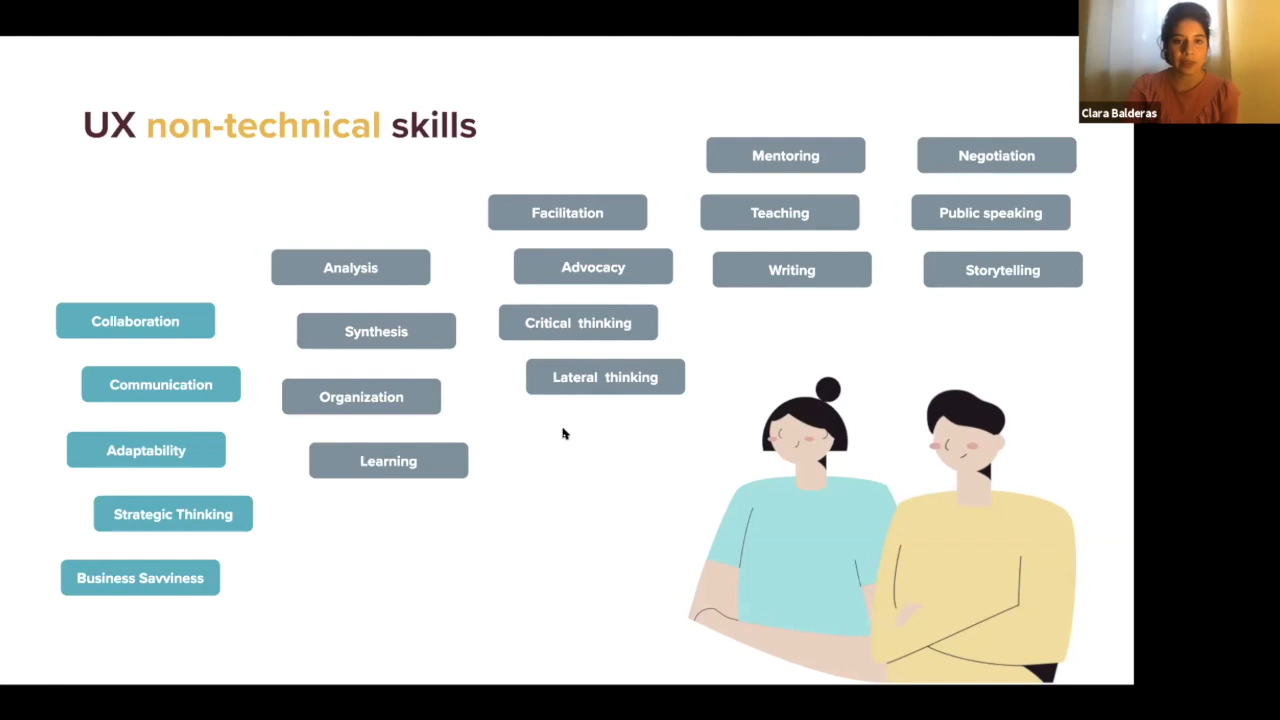 UX non-technical skills
Clara Balderas
Collaboration
Communication
Adaptability
Strategic Thinking
Business Savviness
Analysis
Synthesis
Organization
Learning
Facilitation
Advocacy
Critical thinking
Lateral thinking
Mentoring
Teaching
Writing
Negotiation
Public speaking
Storytelling